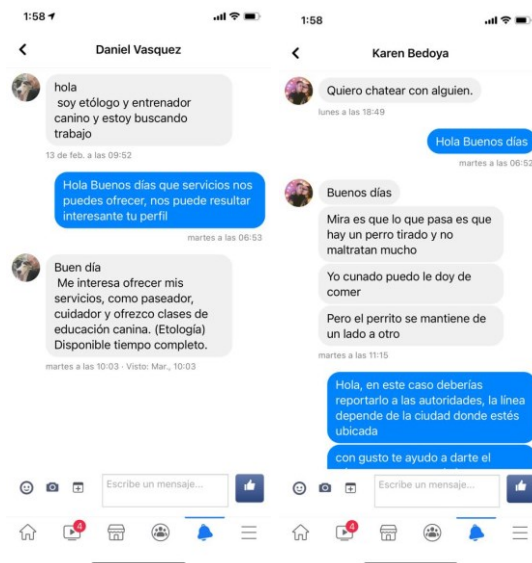 1:58
Daniel Vasquez
hola
soy etólogo y entrenador
canino y estoy buscando
trabajo
13 de feb. a las 09:52
Hola Buenos días que servicios nos
puedes ofrecer, nos puede resultar
interesante tu perfil
martes a las 06:53
Buen día
Me interesa ofrecer mis
servicios, como paseador,
cuidador y ofrezco clases de
educación canina. (Etología)
Disponible tiempo completo.
martes a las 10:03 · Visto: Mar., 10:03
Escribe un mensaje...
4
1:58
Karen Bedoya
Quiero chatear con alguien.
lunes a las 18:49
Hola Buenos días
martes a las 06:52
Buenos días
Mira es que lo que pasa es que
hay un perro tirado y no
maltratan mucho
Yo cunado puedo le doy de
comer
Pero el perrito se mantiene de
un lado a otro
martes a las 11:15
Hola, en este caso deberías
reportarlo a las autoridades, la línea
depende de la ciudad donde estés
ubicada
con gusto te ayudo a darte el
Escribe un mensaje...
4